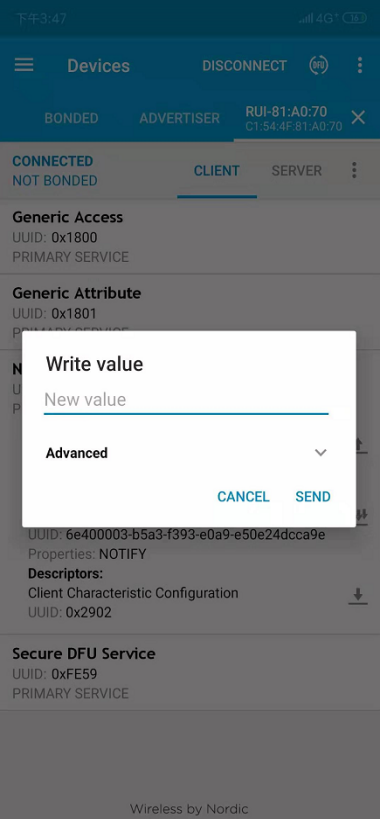 下午3:47
4G+
Devices
DISCONNECT
DFU
BONDED
ADVERTISER
RUI-81:A0:70
C1:54:4F:81:A0:70
CONNECTED
NOT BONDED
CLIENT
SERVER
Generic Access
UUID: 0x1800
PRIMARY SERVICE
Generic Attribute
UUID: 0x1801
PRIMARY SERVICE
N
U
P
Write value
New value
Advanced
CANCEL
SEND
UUID: 6e400003-b5a3-f393-e0a9-e50e24dcca9e
Properties: NOTIFY
Descriptors:
Client Characteristic Configuration
UUID: 0x2902
Secure DFU Service
UUID: 0xFE59
PRIMARY SERVICE
Wireless by Nordic